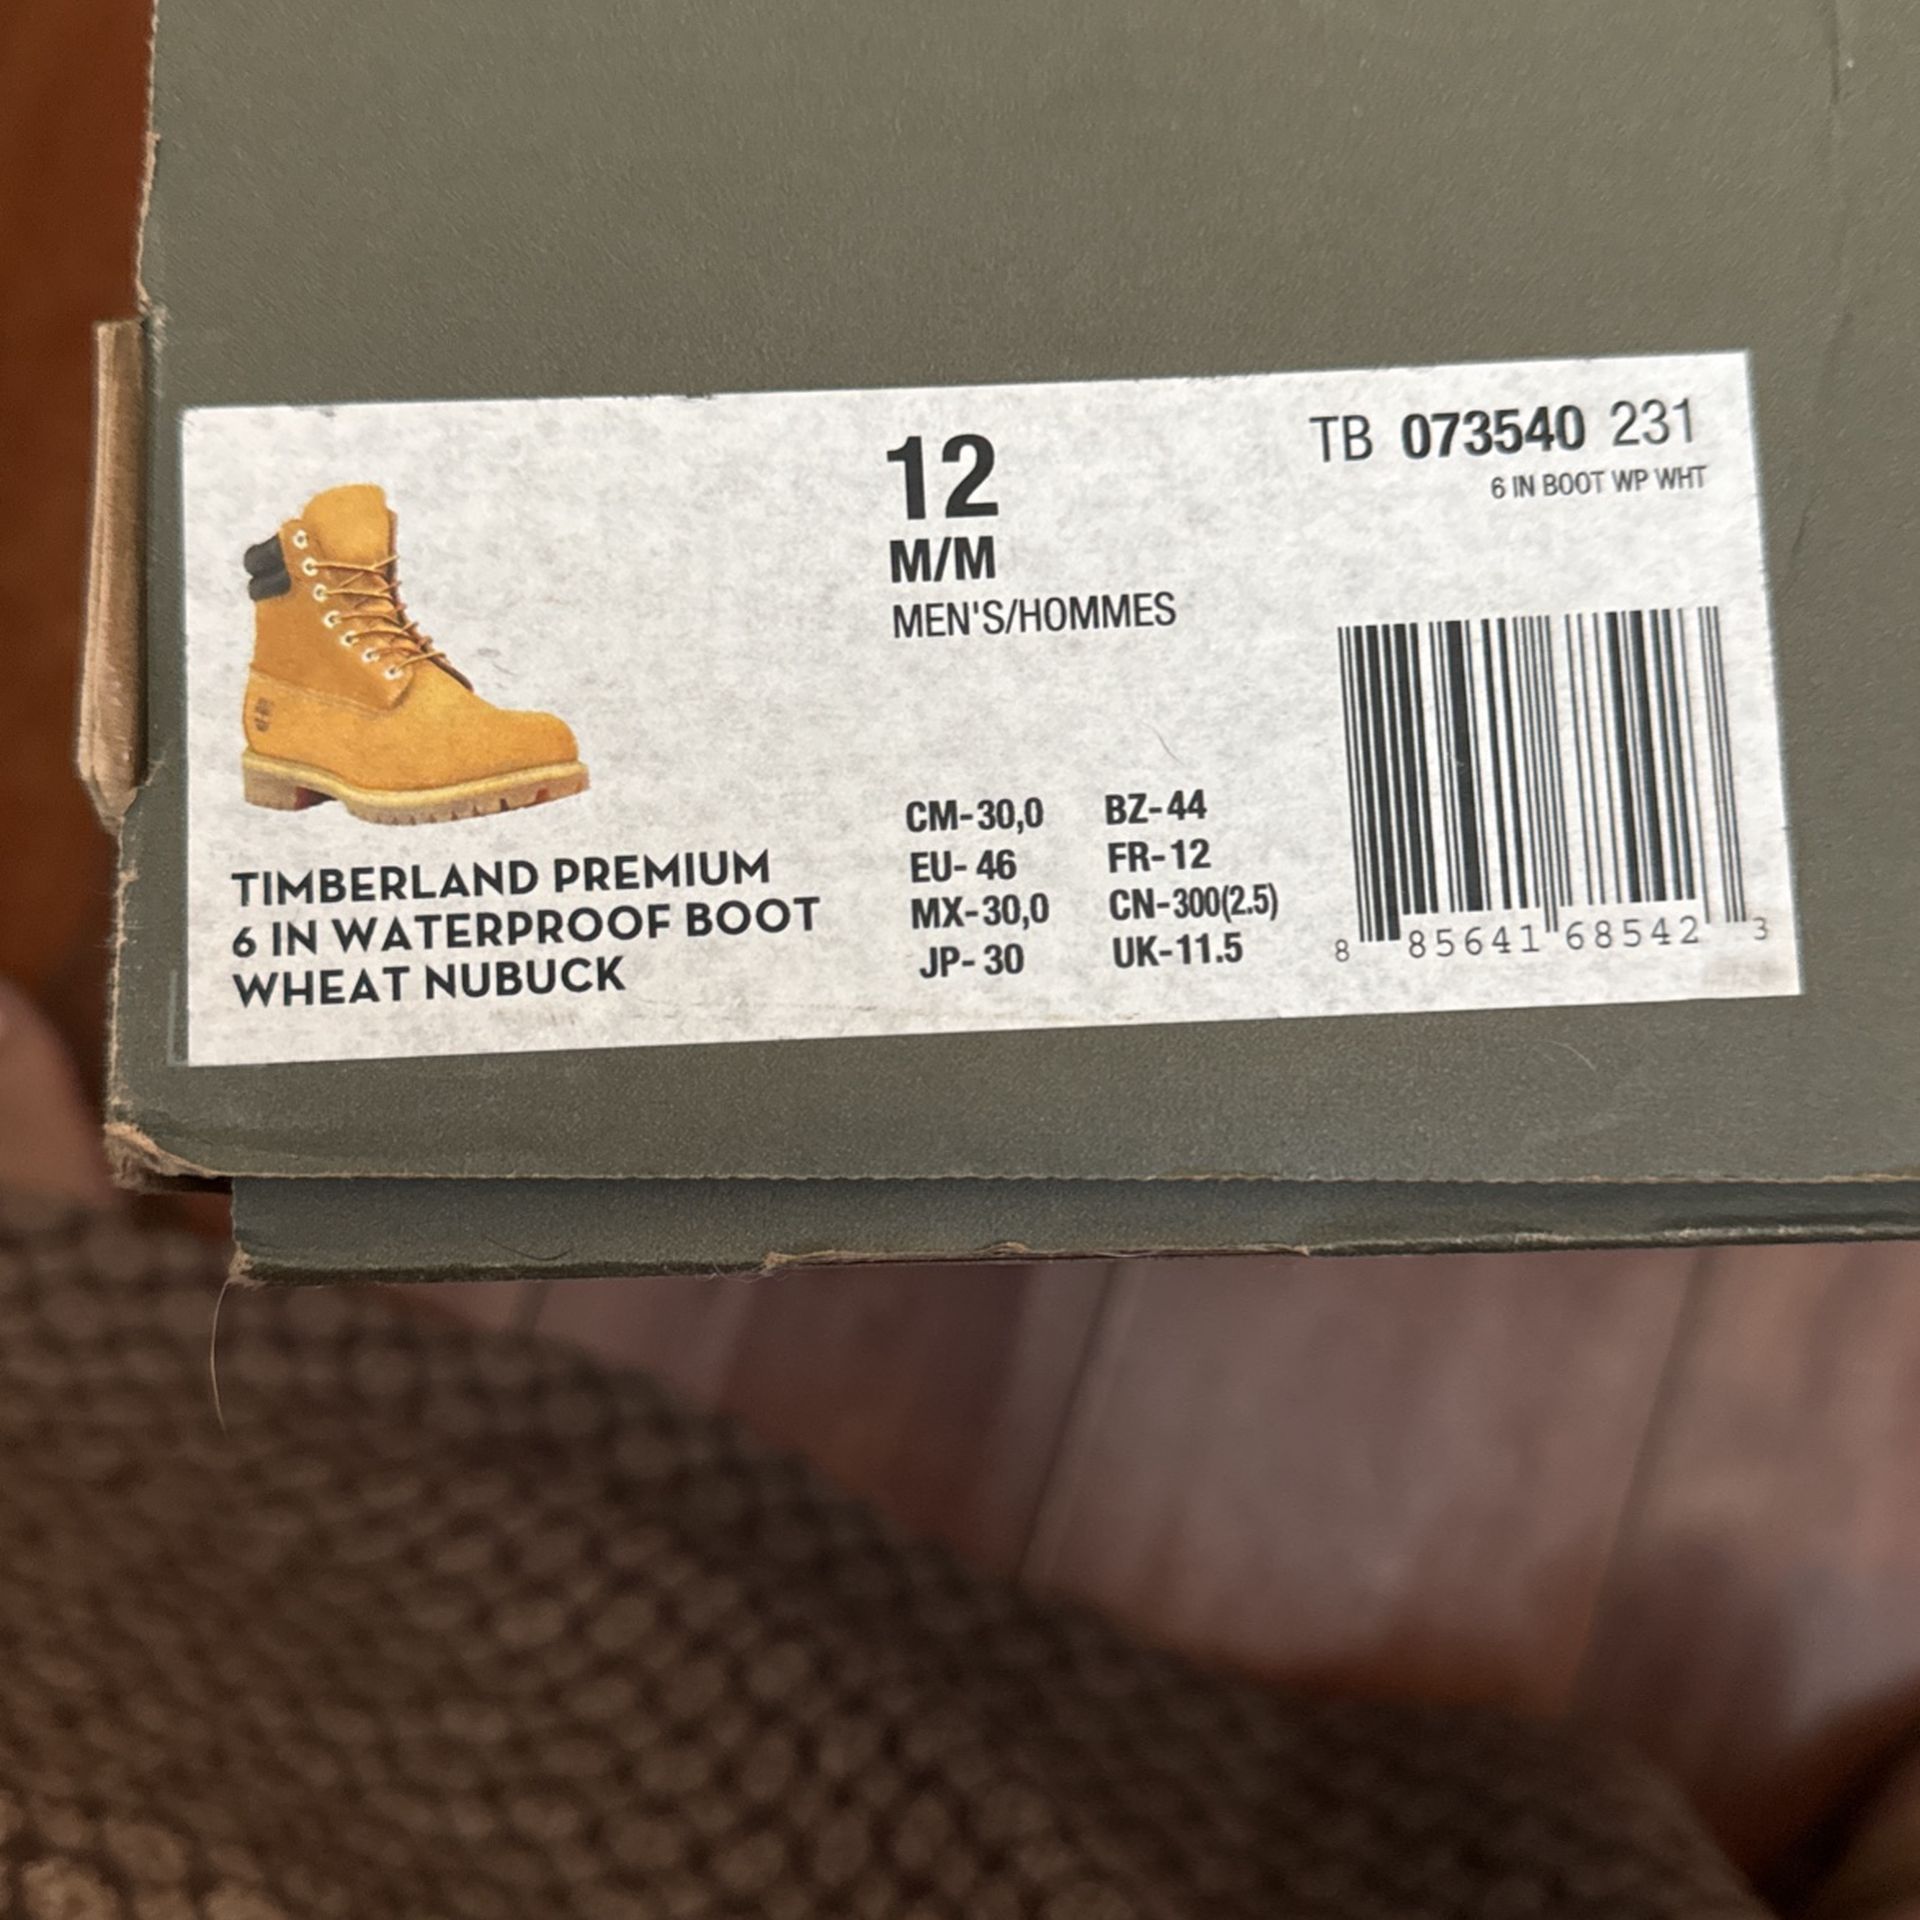 12
M/M
MEN'S/HOMMES
TB 073540 231
6 IN BOOT WP WHT
TIMBERLAND PREMIUM
6 IN WATERPROOF BOOT
WHEAT NUBUCK
CM-30,0 BZ-44
EU-46 FR-12
MX-30,0 CN-300(2.5)
JP-30 UK-11.5
8 85641 68542 3